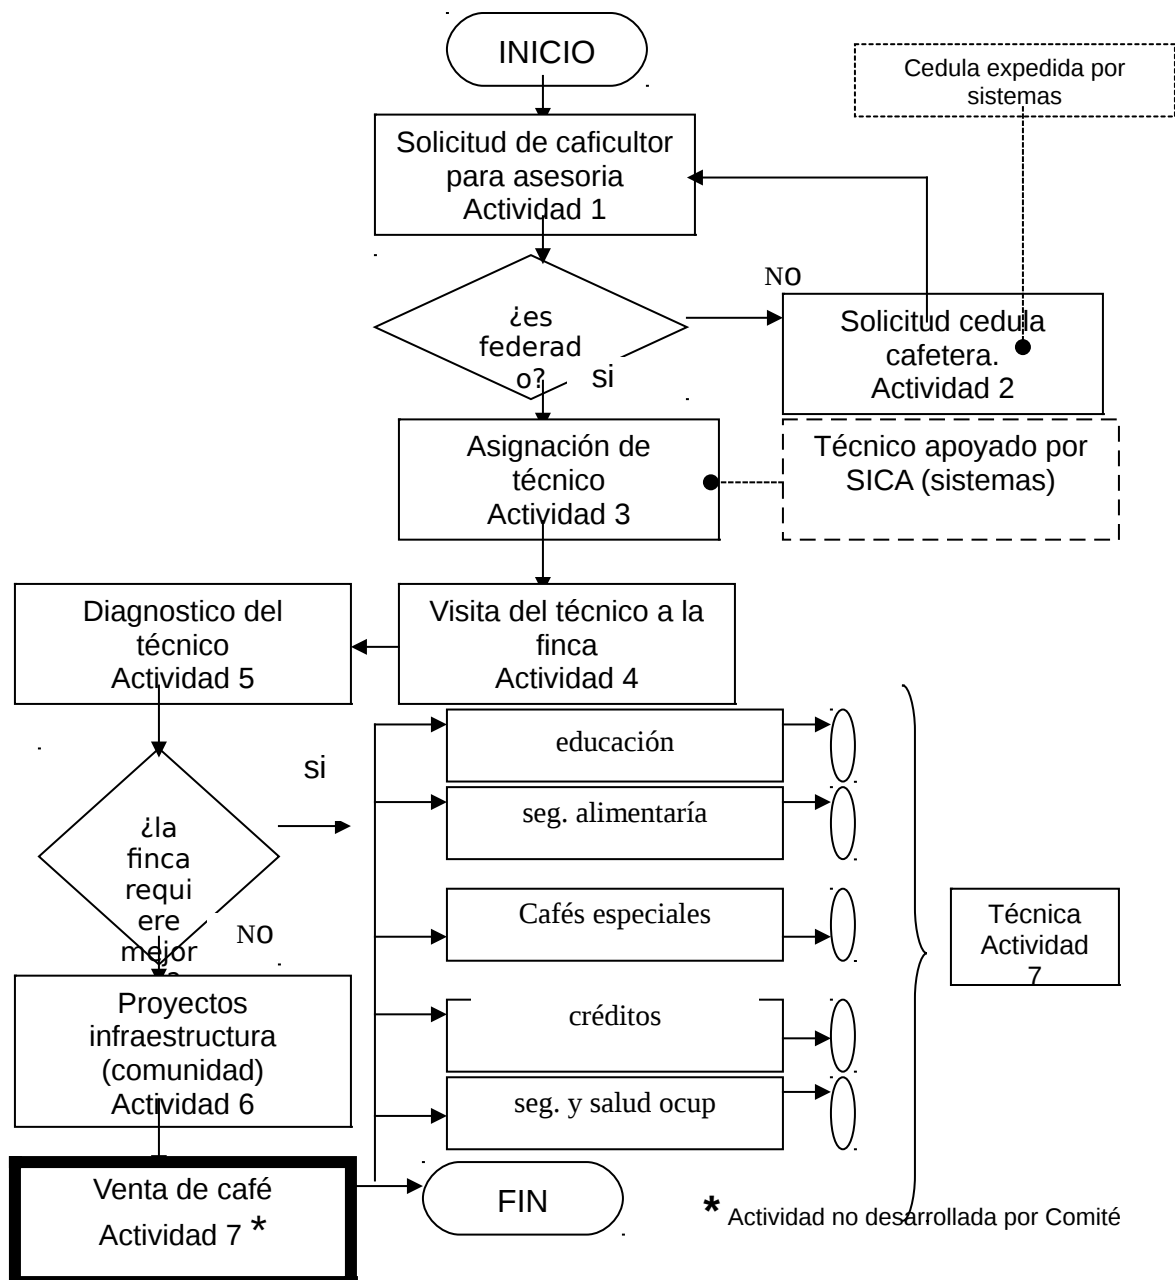 INICIO
Cedula expedida por
sistemas
Solicitud de caficultor
para asesoria
Actividad 1
NO
¿es
federad
o?
si
Solicitud cedula
cafetera.
Actividad 2
Asignación de
técnico
Actividad 3
Técnico apoyado por
SICA (sistemas)
Diagnostico del
técnico
Actividad 5
Visita del técnico a la
finca
Actividad 4
si
¿la
finca
requi
ere
mejor
NO
educación
seg. alimentaría
Cafés especiales
créditos
seg. y salud ocup
Técnica
Actividad
7
Proyectos
infraestructura
(comunidad)
Actividad 6
Venta de café
Actividad 7 *
FIN
* Actividad no desarrollada por Comité